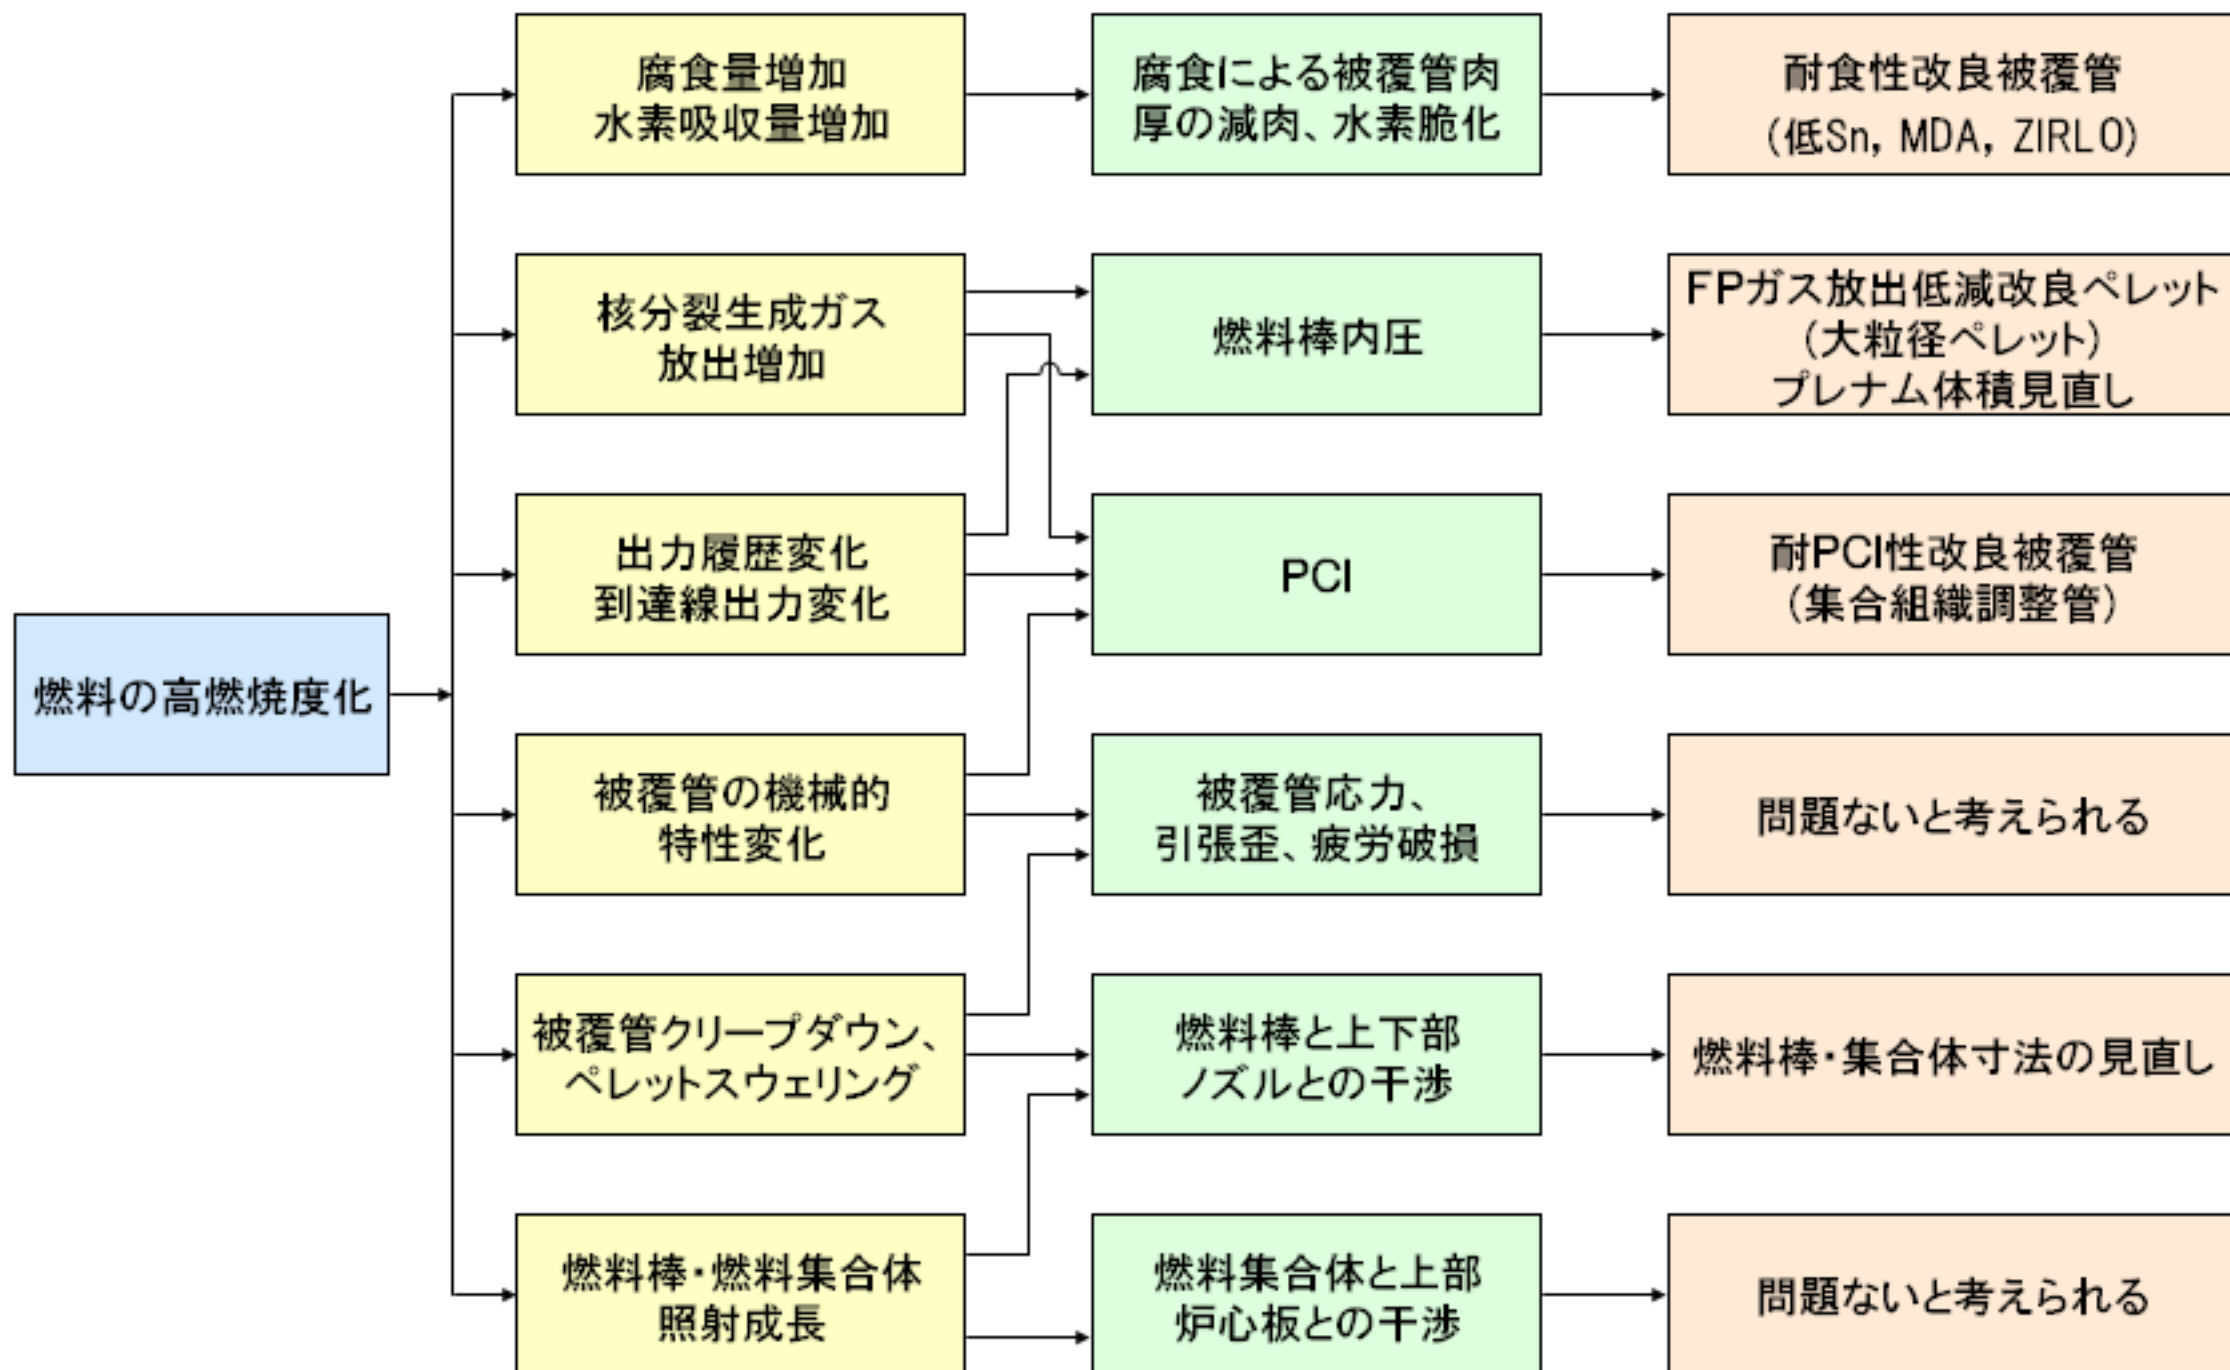 腐食量増加
水素吸収量増加
腐食による被覆管肉
厚の減肉、水素脆化
耐食性改良被覆管
(低Sn, MDA, ZIRLO)
核分裂生成ガス
放出増加
燃料棒内圧
FPガス放出低減改良ペレット
(大粒径ペレット)
プレナム体積見直し
出力履歴変化
到達線出力変化
PCI
耐PCI性改良被覆管
(集合組織調整管)
燃料の高燃焼度化
被覆管の機械的
特性変化
被覆管応力、
引張歪、疲労破損
問題ないと考えられる
被覆管クリープダウン、
ペレットスウェリング
燃料棒と上下部
ノズルとの干渉
燃料棒・集合体寸法の見直し
燃料棒・燃料集合体
照射成長
燃料集合体と上部
炉心板との干渉
問題ないと考えられる